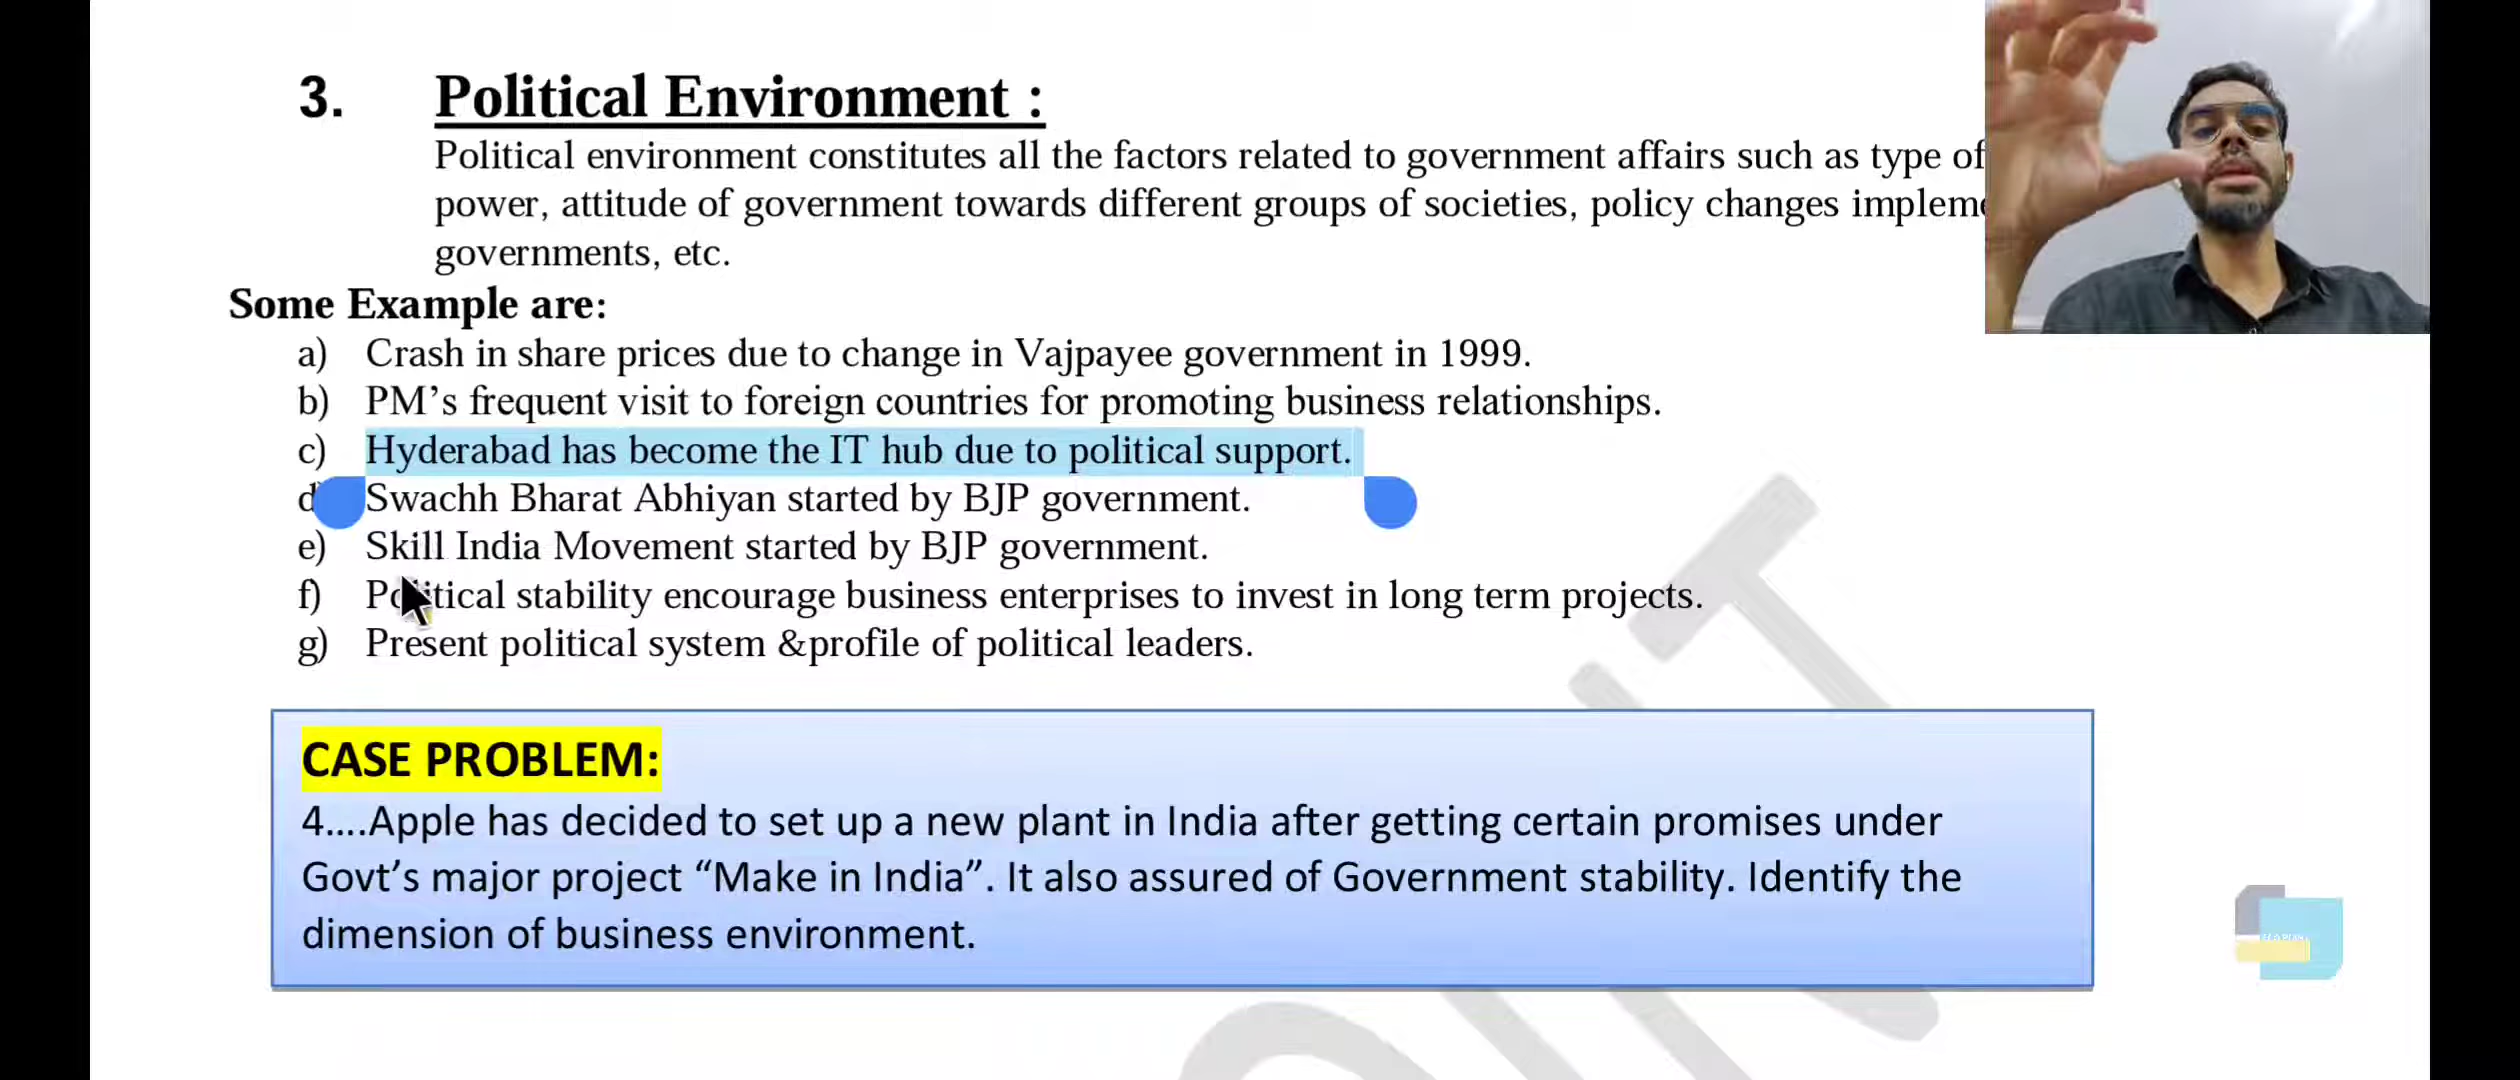 3. Political Environment :
Political environment constitutes all the factors related to government affairs such as type of
power, attitude of government towards different groups of societies, policy changes
governments, etc.
Some Example are:
a) Crash in share prices due to change in Vajpayee government in 1999.
b) PM’s frequent visit to foreign countries for promoting business relationships.
c) Hyderabad has become the IT hub due to political support.
d Swachh Bharat Abhiyan started by BJP government.
e) Skill India Movement started by BJP government.
f) Political stability encourage business enterprises to invest in long term projects.
g) Present political system &profile of political leaders.
CASE PROBLEM:
4....Apple has decided to set up a new plant in India after getting certain promises under
Govt’s major project “Make in India”. It also assured of Government stability. Identify the
dimension of business environment.